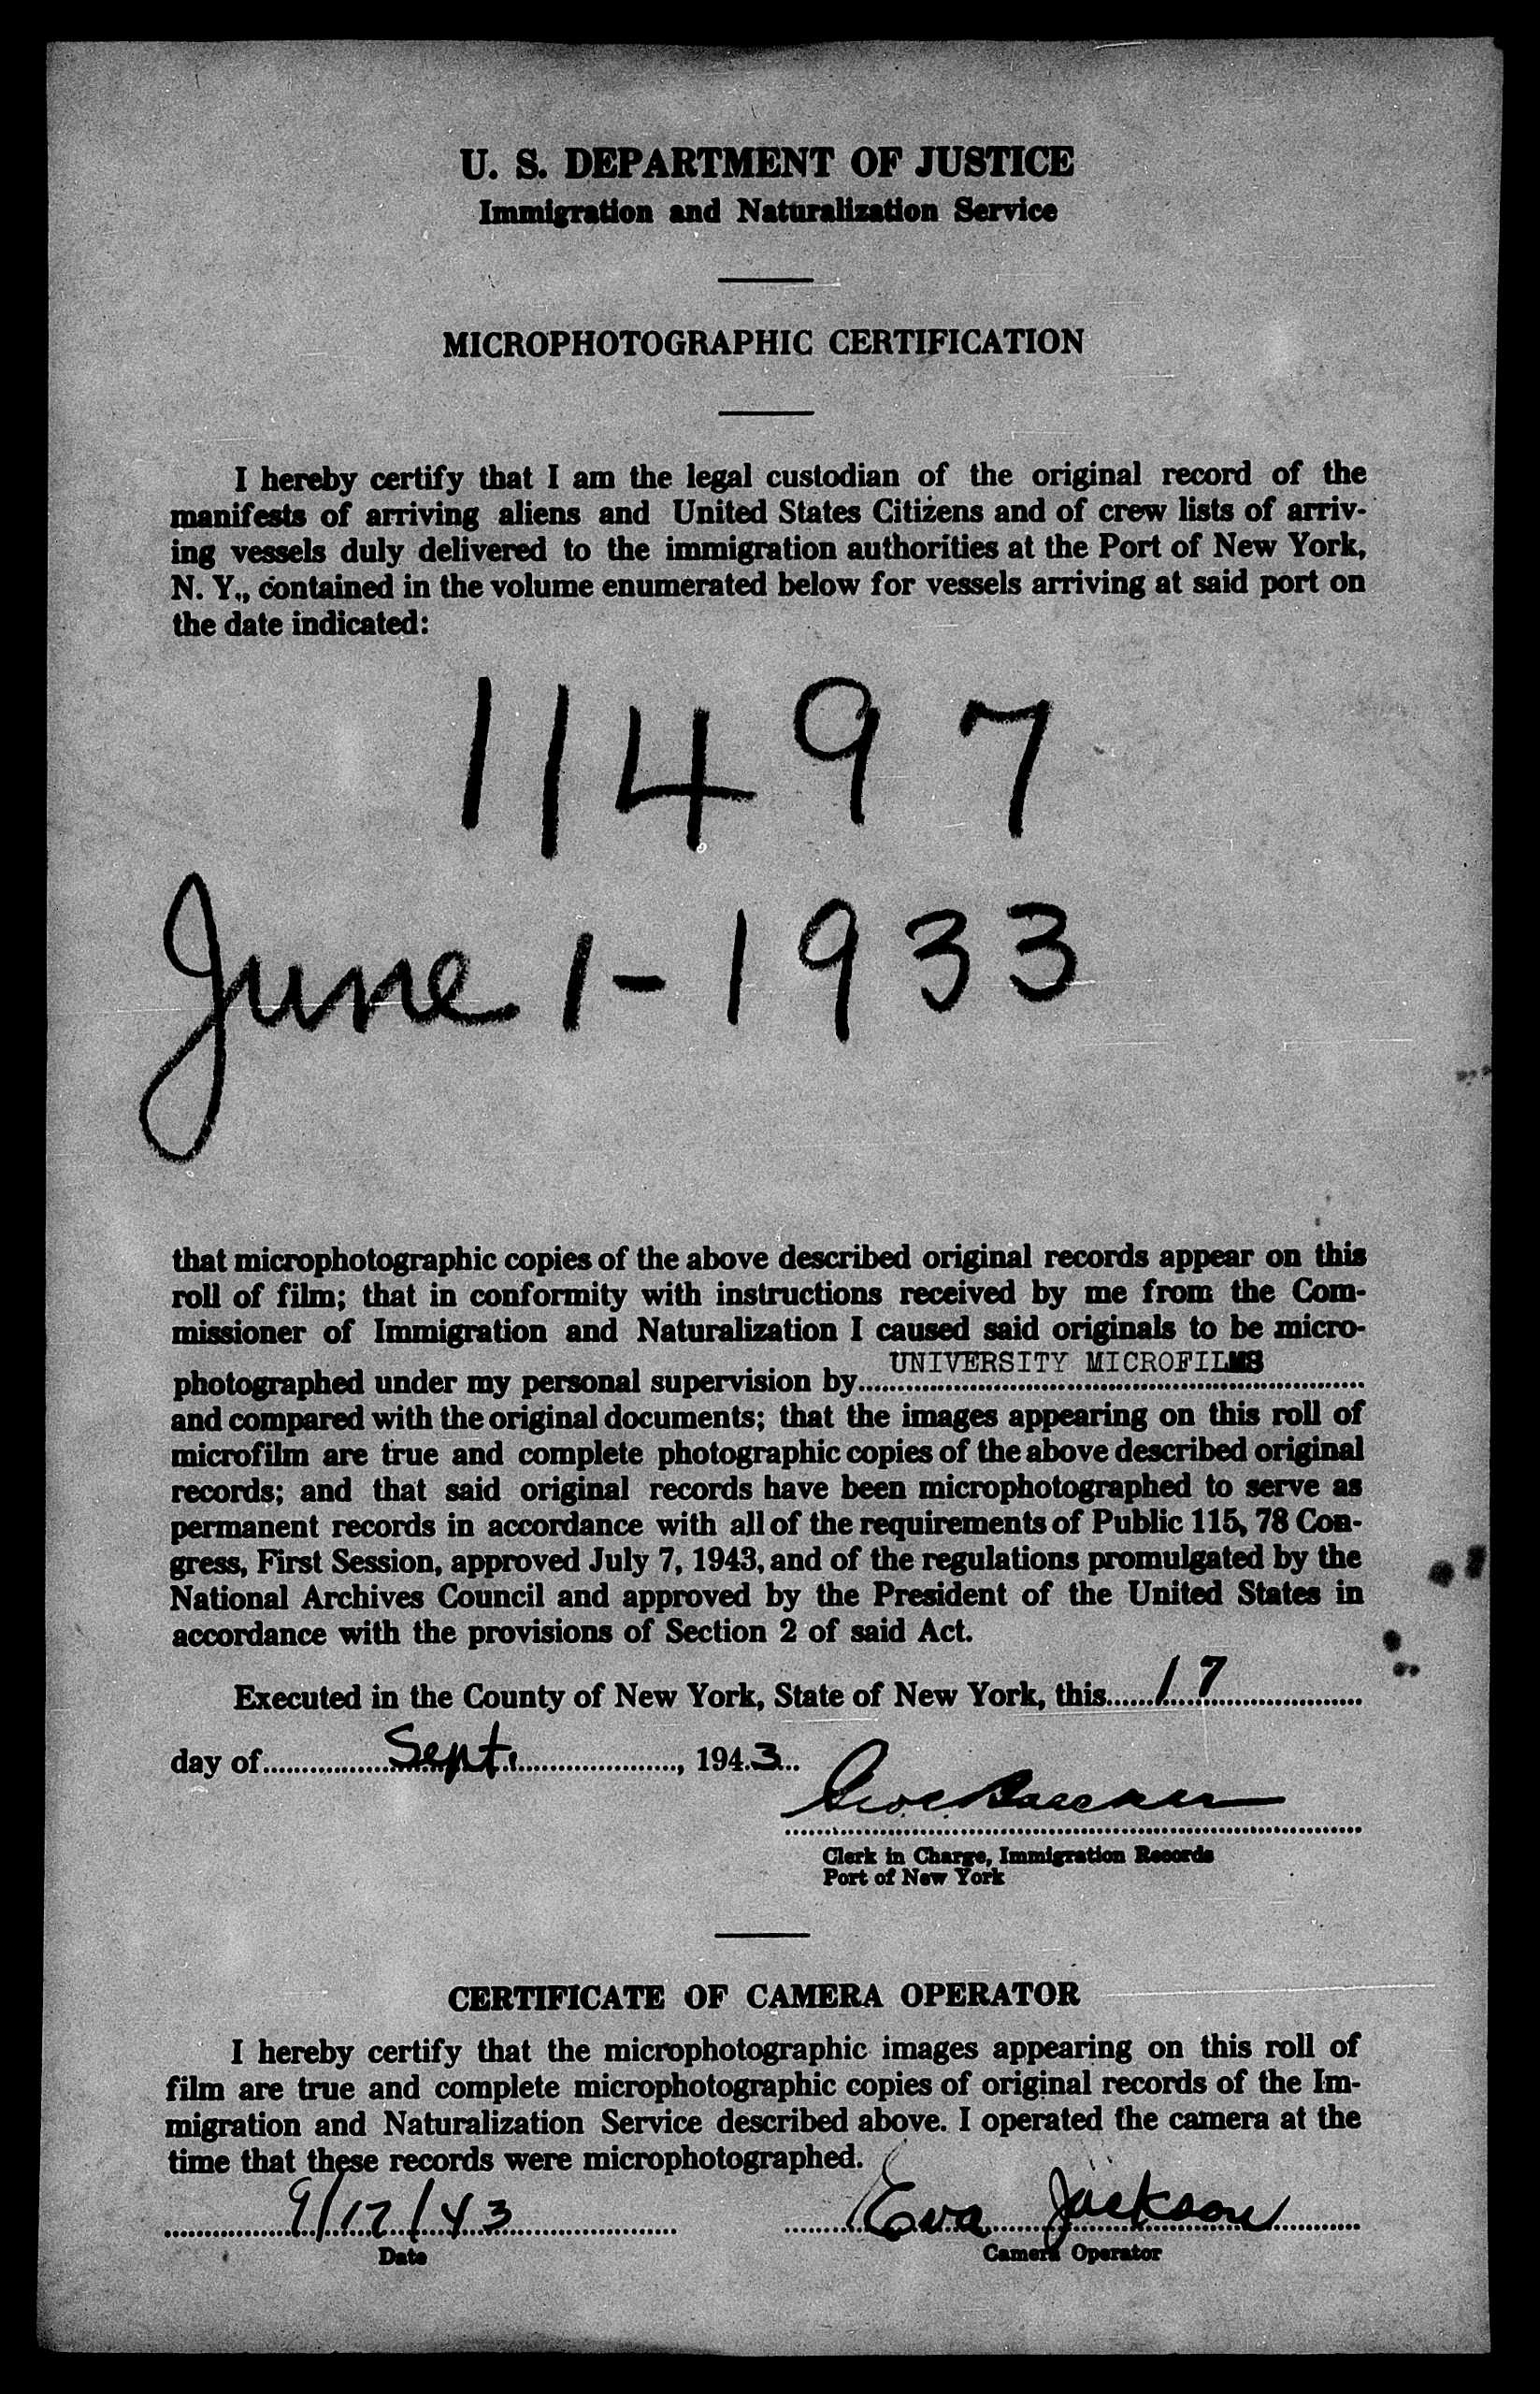 U. S. DEPARTMENT OF JUSTICE
Immigration and Naturalization Service
MICROPHOTOGRAPHIC CERTIFICATION
I hereby certify that I am the legal custodian of the original record of the
manifests of arriving aliens and United States Citizens and of crew lists of arriv-
ing vessels duly delivered to the immigration authorities at the Port of New York,
N. Y., contained in the volume enumerated below for vessels arriving at said port on
the date indicated:
11497
June 1-1933
that microphotographic copies of the above described original records appear on this
roll of film; that in conformity with instructions received by me from the Com-
missioner of Immigration and Naturalization I caused said originals to be micro-
photographed under my personal supervision by UNIVERSITY MICROFILMS
and compared with the original documents; that the images appearing on this roll of
microfilm are true and complete photographic copies of the above described original
records; and that said original records have been microphotographed to serve as
permanent records in accordance with all of the requirements of Public 115, 78 Con-
gress, First Session, approved July 7, 1943, and of the regulations promulgated by the
National Archives Council and approved by the President of the United States in
accordance with the provisions of Section 2 of said Act.
Executed in the County of New York, State of New York, this 17
day of Sept., 1943
Clerk in Charge, Immigration Records
Port of New York
CERTIFICATE OF CAMERA OPERATOR
I hereby certify that the microphotographic images appearing on this roll of
film are true and complete microphotographic copies of original records of the Im-
migration and Naturalization Service described above. I operated the camera at the
time that these records were microphotographed.
9/17/43 Eva Jackson
Date Camera Operator